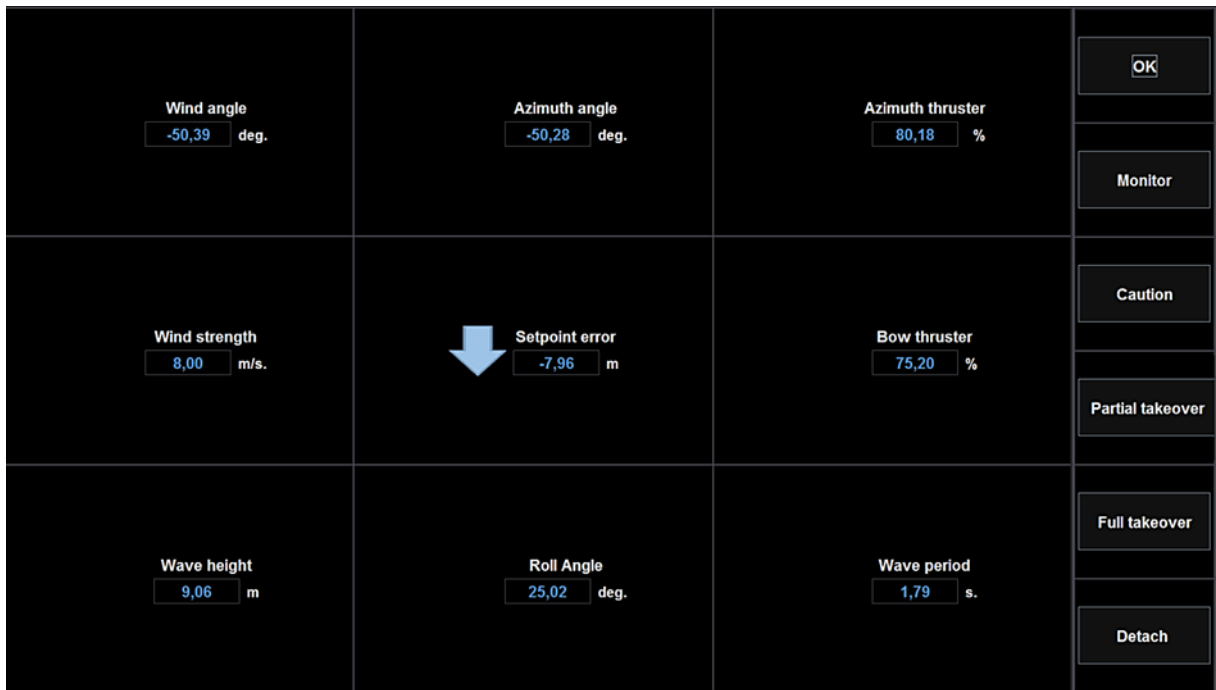 Wind angle
-50,39 deg.
Azimuth angle
-50,28 deg.
Azimuth thruster
80,18 %
Wind strength
8,00 m/s.
Setpoint error
-7,96 m
Bow thruster
75,20 %
Wave height
9,06 m
Roll Angle
25,02 deg.
Wave period
1,79 s.
OK
Monitor
Caution
Partial takeover
Full takeover
Detach